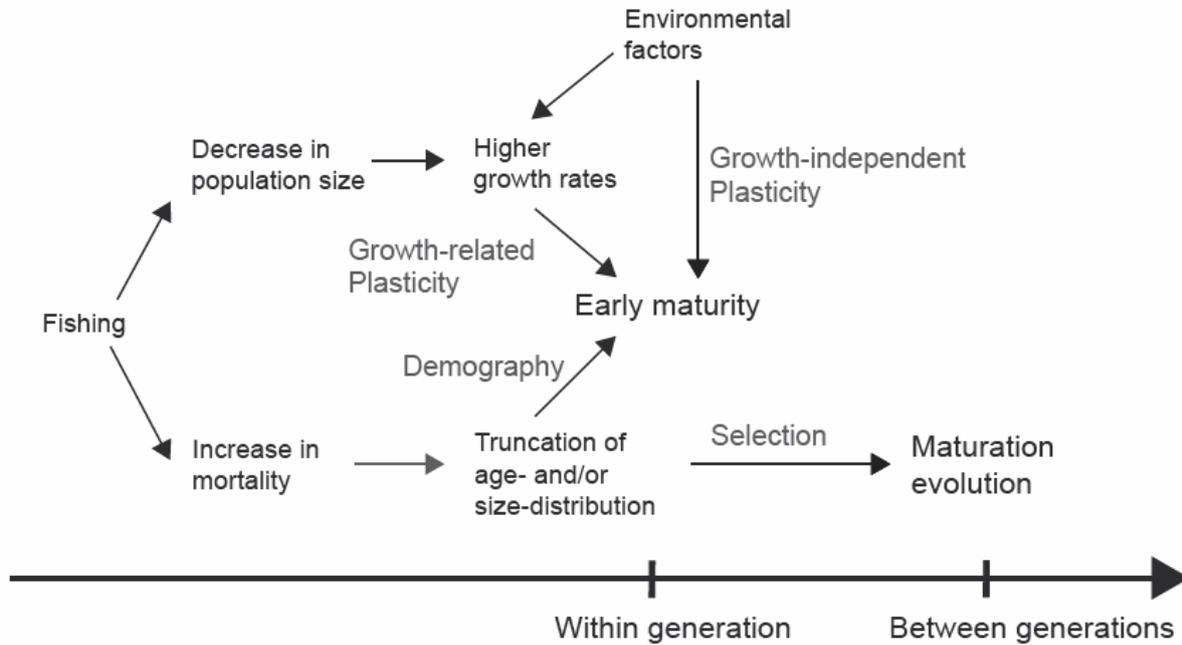 Environmental
factors
Decrease in
population size
Higher
growth rates
Growth-independent
Plasticity
Growth-related
Plasticity
Early maturity
Fishing
Demography
Increase in
mortality
Truncation of
age- and/or
size-distribution
Selection
Maturation
evolution
Within generation
Between generations